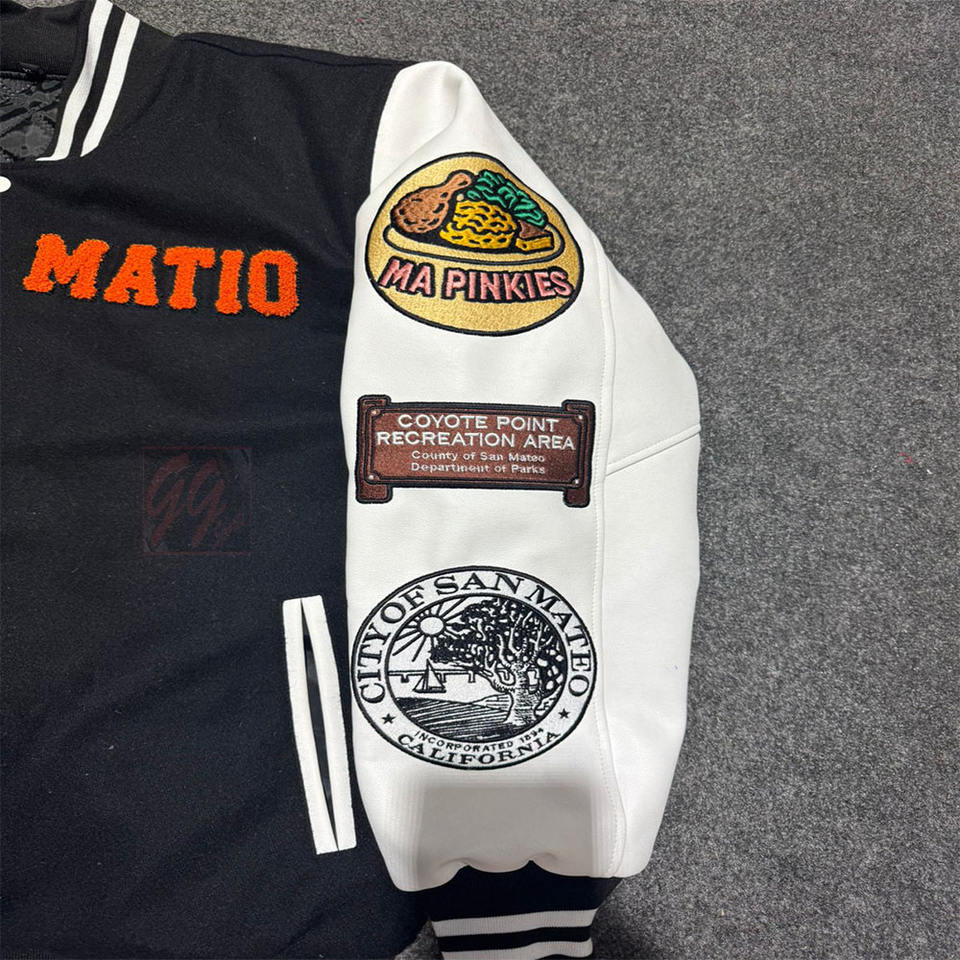 MATIO
MA PINKIES
COYOTE POINT
RECREATION AREA
County of San Mateo
Department of Parks
CITY OF SAN MATEO
INCORPORATED 1894
CALIFORNIA